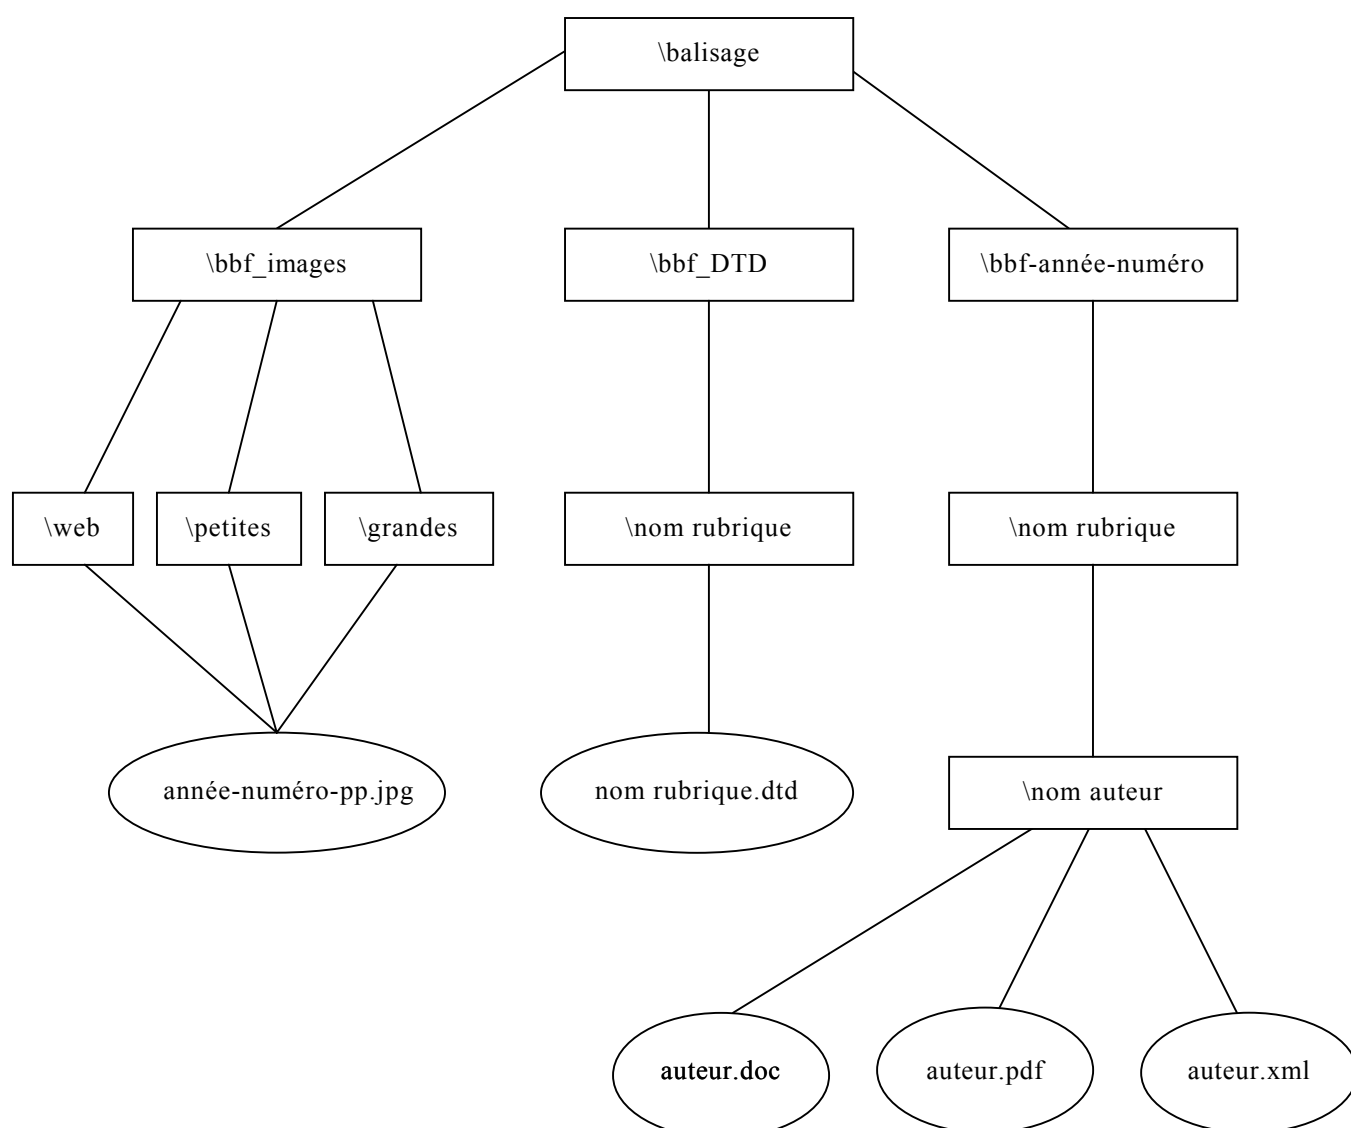 \balisage
\bbf_images
\bbf_DTD
\bbf-année-numéro
\web
\petites
\grandes
\nom rubrique
\nom rubrique
année-numéro-pp.jpg
nom rubrique.dtd
\nom auteur
auteur.doc
auteur.pdf
auteur.xml